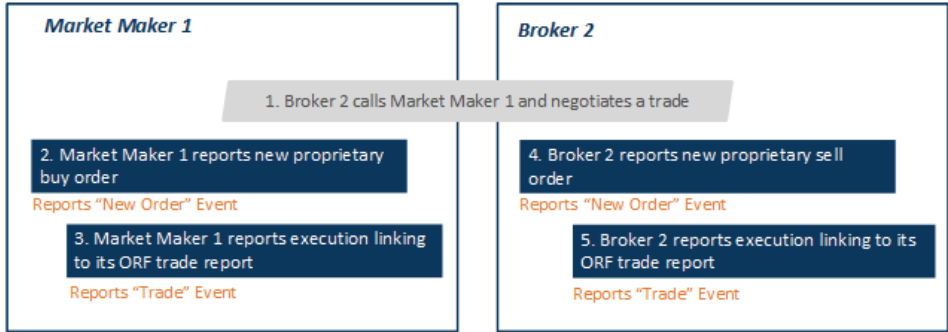 Market Maker 1
Broker 2
1. Broker 2 calls Market Maker 1 and negotiates a trade
2. Market Maker 1 reports new proprietary
buy order
Reports “New Order” Event
3. Market Maker 1 reports execution linking
to its ORF trade report
Reports “Trade” Event
4. Broker 2 reports new proprietary sell
order
Reports “New Order” Event
5. Broker 2 reports execution linking to its
ORF trade report
Reports “Trade” Event